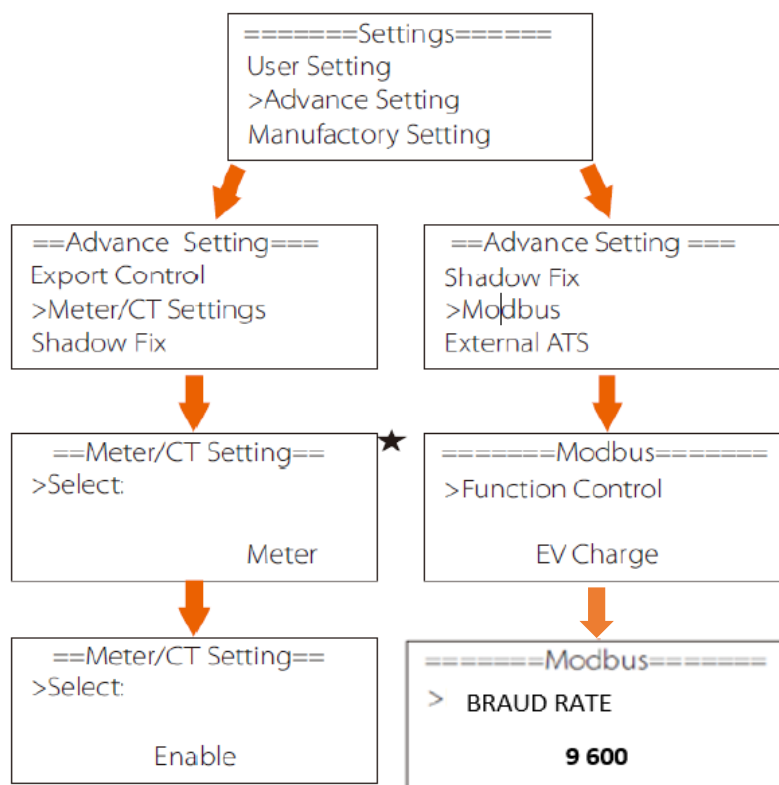 =======Settings======
User Setting
>Advance Setting
Manufactory Setting
==Advance Setting===
Export Control
>Meter/CT Settings
Shadow Fix
==Advance Setting ===
Shadow Fix
>Modbus
External ATS
==Meter/CT Setting==
>Select:
Meter
=======Modbus=======
>Function Control
EV Charge
==Meter/CT Setting==
>Select:
Enable
=======Modbus=======
> BRAUD RATE
9 600